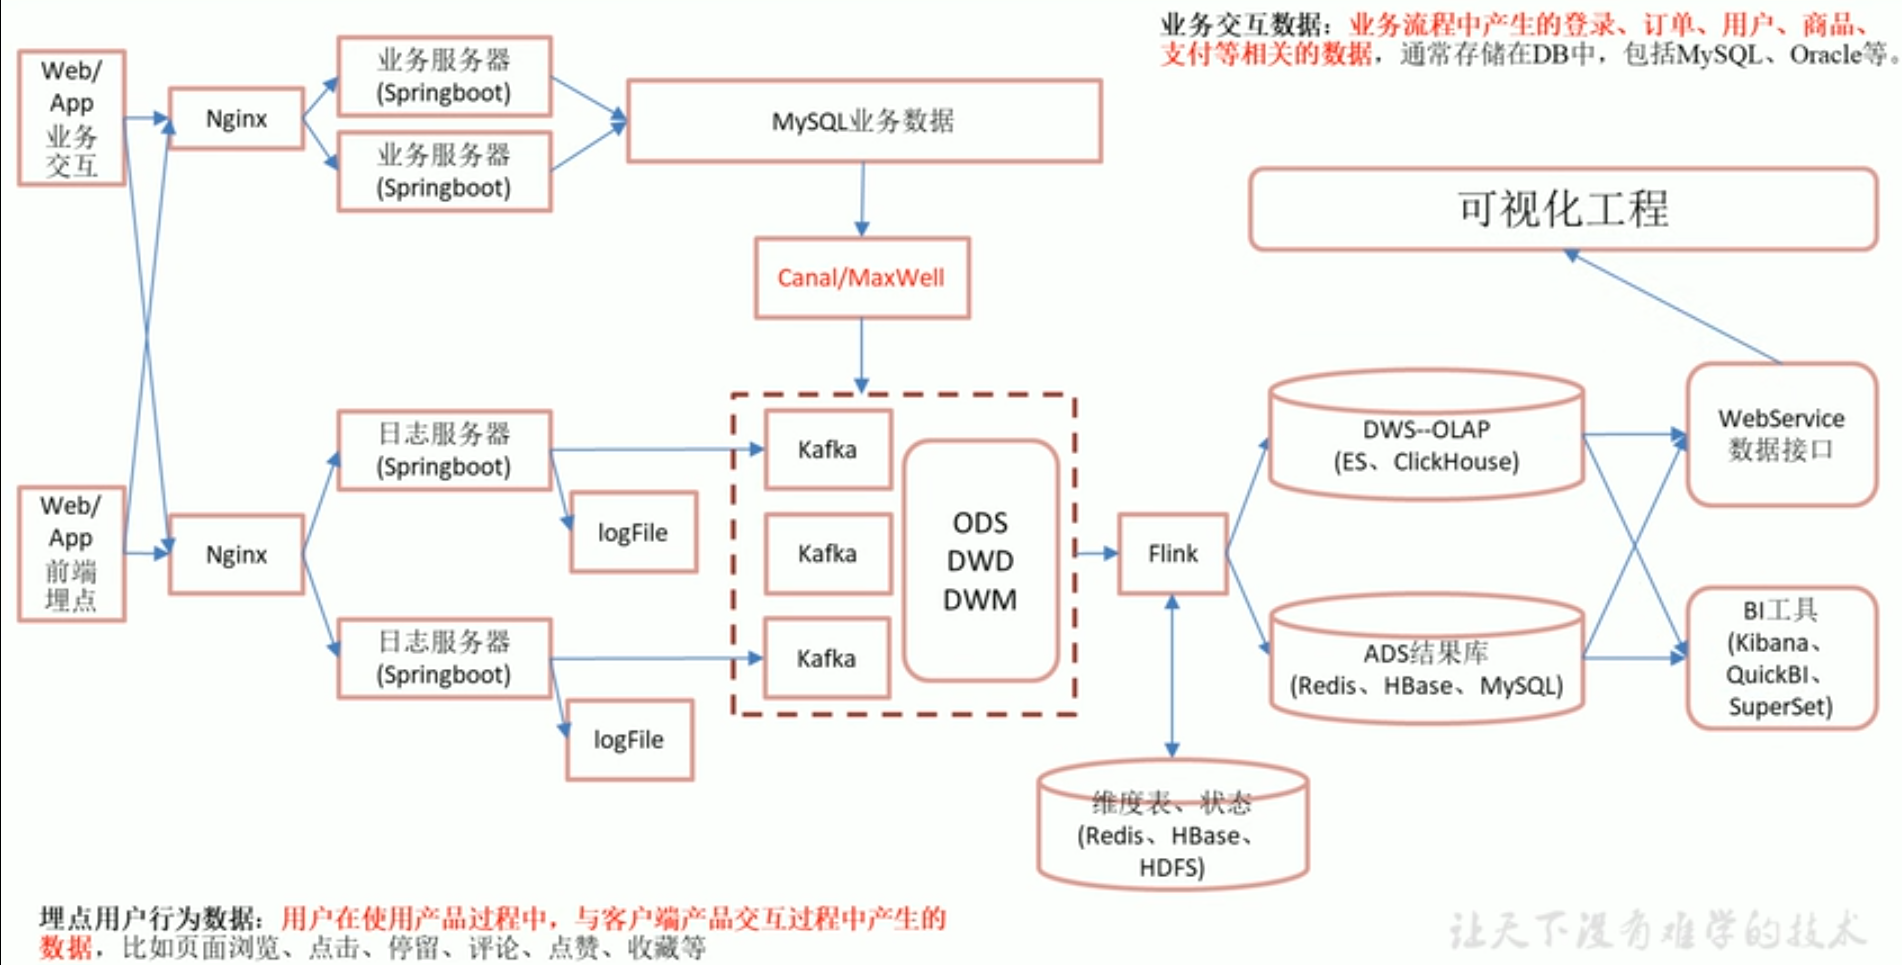 业务交互数据：业务流程中产生的登录、订单、用户、商品、
支付等相关的数据，通常存储在DB中，包括MySQL、Oracle等。
Web/
App
业务
交互
Nginx
业务服务器
(Springboot)
业务服务器
(Springboot)
MySQL业务数据
可视化工程
Canal/MaxWell
日志服务器
(Springboot)
logFile
Kafka
Web/
App
前端
埋点
Nginx
Kafka
日志服务器
(Springboot)
logFile
Kafka
ODS
DWD
DWM
Flink
DWS--OLAP
(ES、ClickHouse)
WebService
数据接口
ADS结果库
(Redis、HBase、MySQL)
BI工具
(Kibana、
QuickBI、
SuperSet)
维度表、状态
(Redis、HBase、
HDFS)
埋点用户行为数据：用户在使用产品过程中，与客户端产品交互过程中产生的
数据，比如页面浏览、点击、停留、评论、点赞、收藏等
让天下没有难学的技术